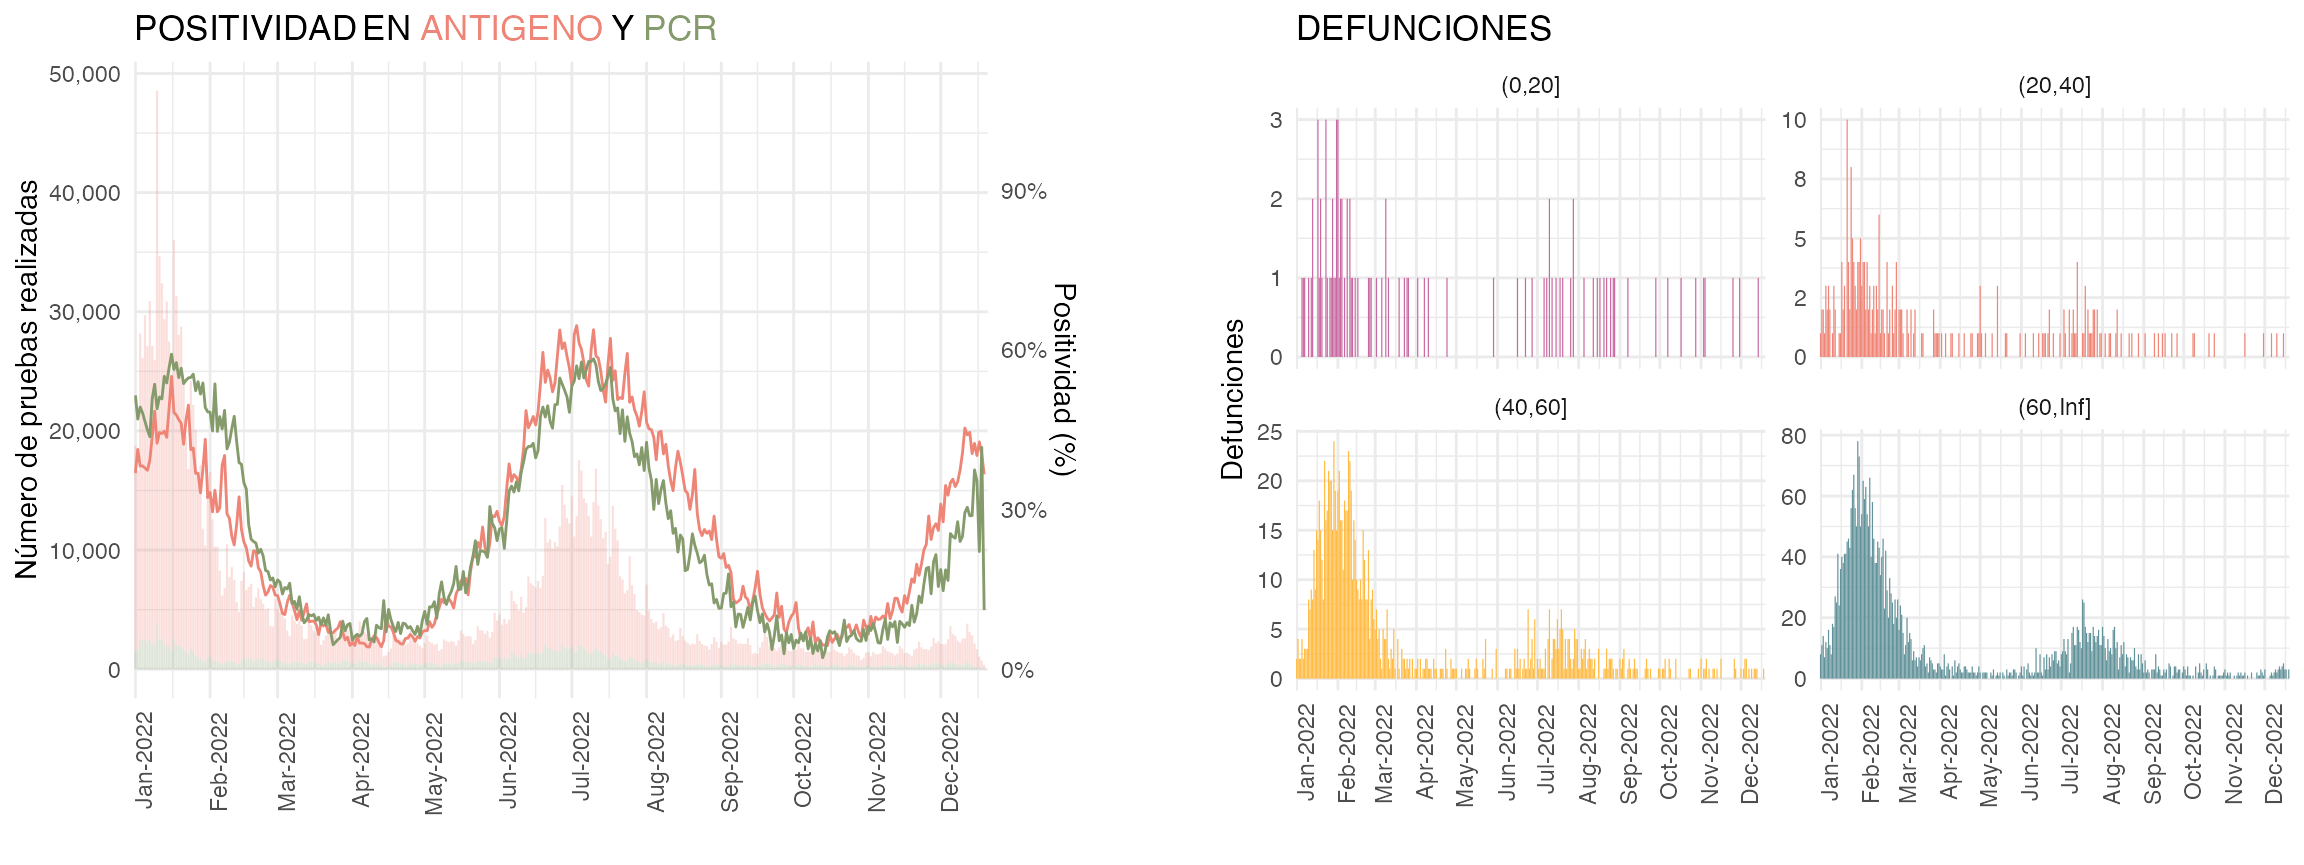 POSITIVIDAD EN ANTIGENO Y PCR
50,000
40,000
30,000
20,000
10,000
0
Número de pruebas realizadas
90%
60%
30%
0%
Positividad (%)
Jan-2022
Feb-2022
Mar-2022
Apr-2022
May-2022
Jun-2022
Jul-2022
Aug-2022
Sep-2022
Oct-2022
Nov-2022
Dec-2022
DEFUNCIONES
Defunciones
(0,20]
3
2
1
0
(20,40]
10
8
5
2
0
(40,60]
25
20
15
10
5
0
Jan-2022
Feb-2022
Mar-2022
Apr-2022
May-2022
Jun-2022
Jul-2022
Aug-2022
Sep-2022
Oct-2022
Nov-2022
Dec-2022
(60,Inf]
80
60
40
20
0
Jan-2022
Feb-2022
Mar-2022
Apr-2022
May-2022
Jun-2022
Jul-2022
Aug-2022
Sep-2022
Oct-2022
Nov-2022
Dec-2022